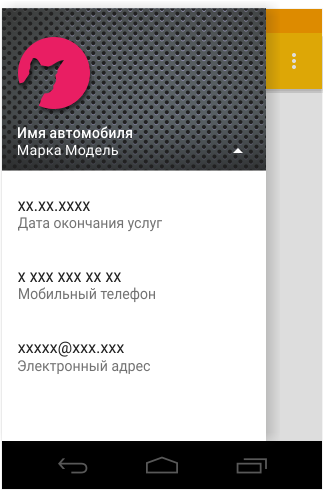 Имя автомобиля
Марка Модель
xx.xx.xxxx
Дата окончания услуг
x xxx xxx xx xx
Мобильный телефон
xxxxx@xxx.xxx
Электронный адрес